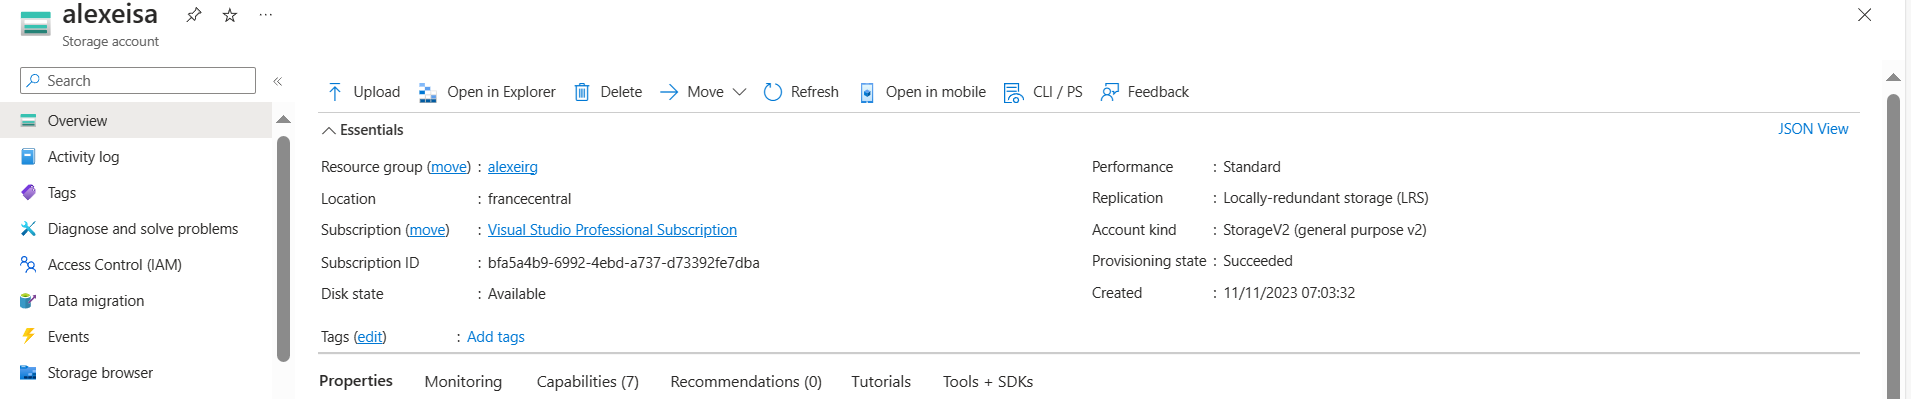 alexeisa
Storage account
Search
Overview
Activity log
Tags
Diagnose and solve problems
Access Control (IAM)
Data migration
Events
Storage browser
Upload Open in Explorer Delete Move Refresh Open in mobile CLI / PS Feedback
Essentials JSON View
Resource group (move) : alexeirg
Location : francecentral
Subscription (move) : Visual Studio Professional Subscription
Subscription ID : bfa5a4b9-6992-4ebd-a737-d73392fe7dba
Disk state : Available
Performance : Standard
Replication : Locally-redundant storage (LRS)
Account kind : StorageV2 (general purpose v2)
Provisioning state : Succeeded
Created : 11/11/2023 07:03:32
Tags (edit) : Add tags
Properties Monitoring Capabilities (7) Recommendations (0) Tutorials Tools + SDKs